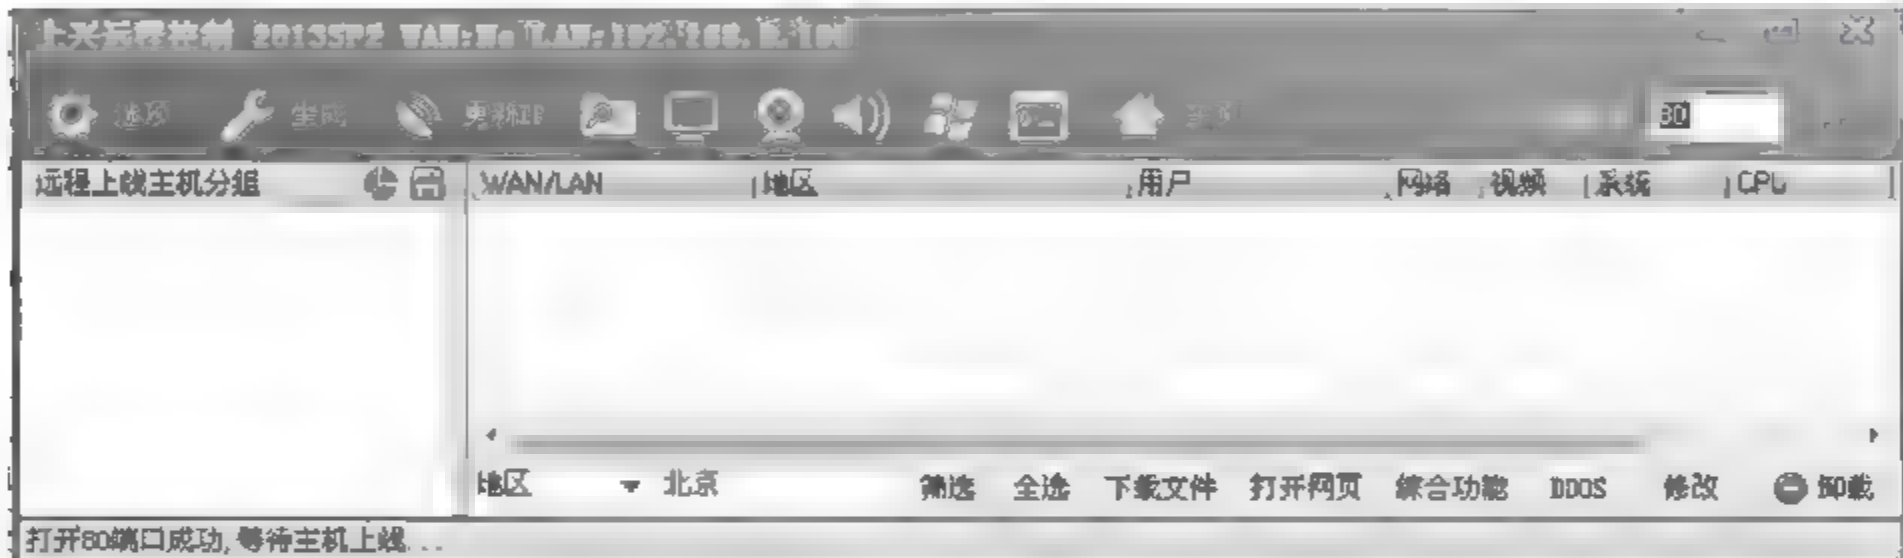 上兴远程控制 2013SP2 WAN:No LAN:192.168.
选项 生成 更新IP 80
远程上线主机分组 WAN/LAN 地区 用户 网络 视频 系统 CPU
地区 北京 筛选 全选 下载文件 打开网页 综合功能 DDOS 修改 卸载
打开80端口成功,等待主机上线...